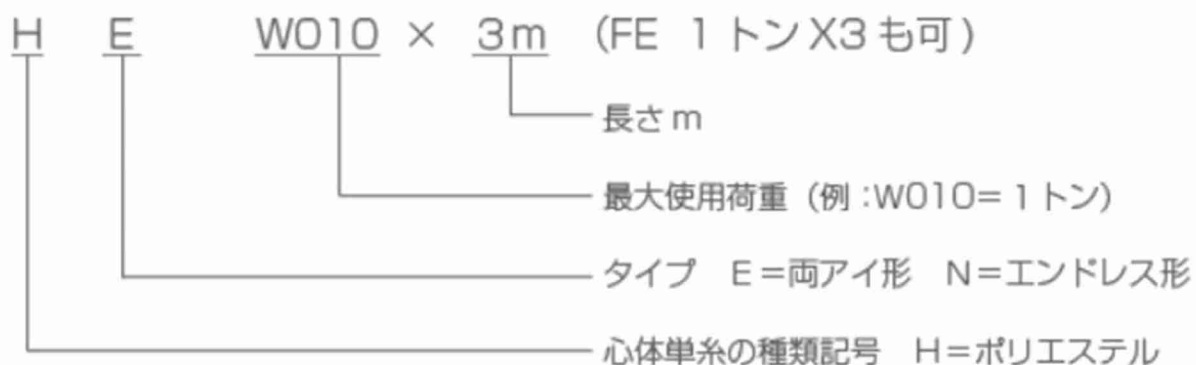 H E W010 × 3m (FE 1トンX3も可)
長さm
最大使用荷重 (例:W010=1トン)
タイプ E=両アイ形 N=エンドレス形
心体単糸の種類記号 H=ポリエステル